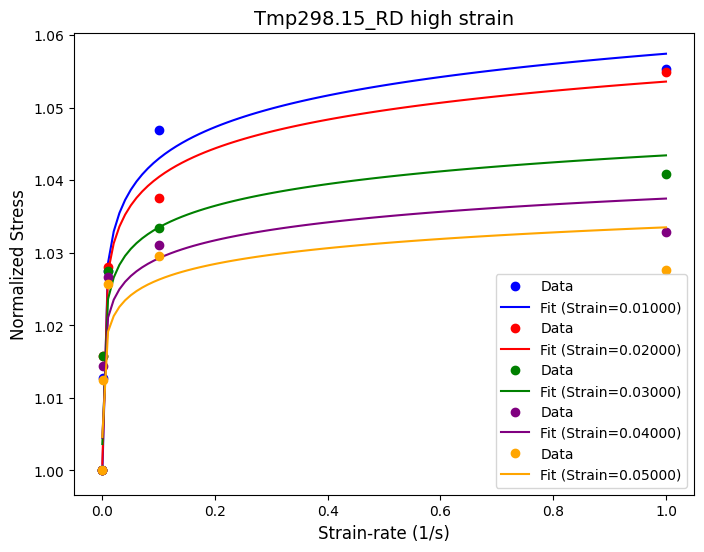 Tmp298.15_RD high strain
1.06
1.05
1.04
1.03
1.02
1.01
1.00
Normalized Stress
Data
Fit (Strain=0.01000)
Data
Fit (Strain=0.02000)
Data
Fit (Strain=0.03000)
Data
Fit (Strain=0.04000)
Data
Fit (Strain=0.05000)
0.0 0.2 0.4 0.6 0.8 1.0
Strain-rate (1/s)